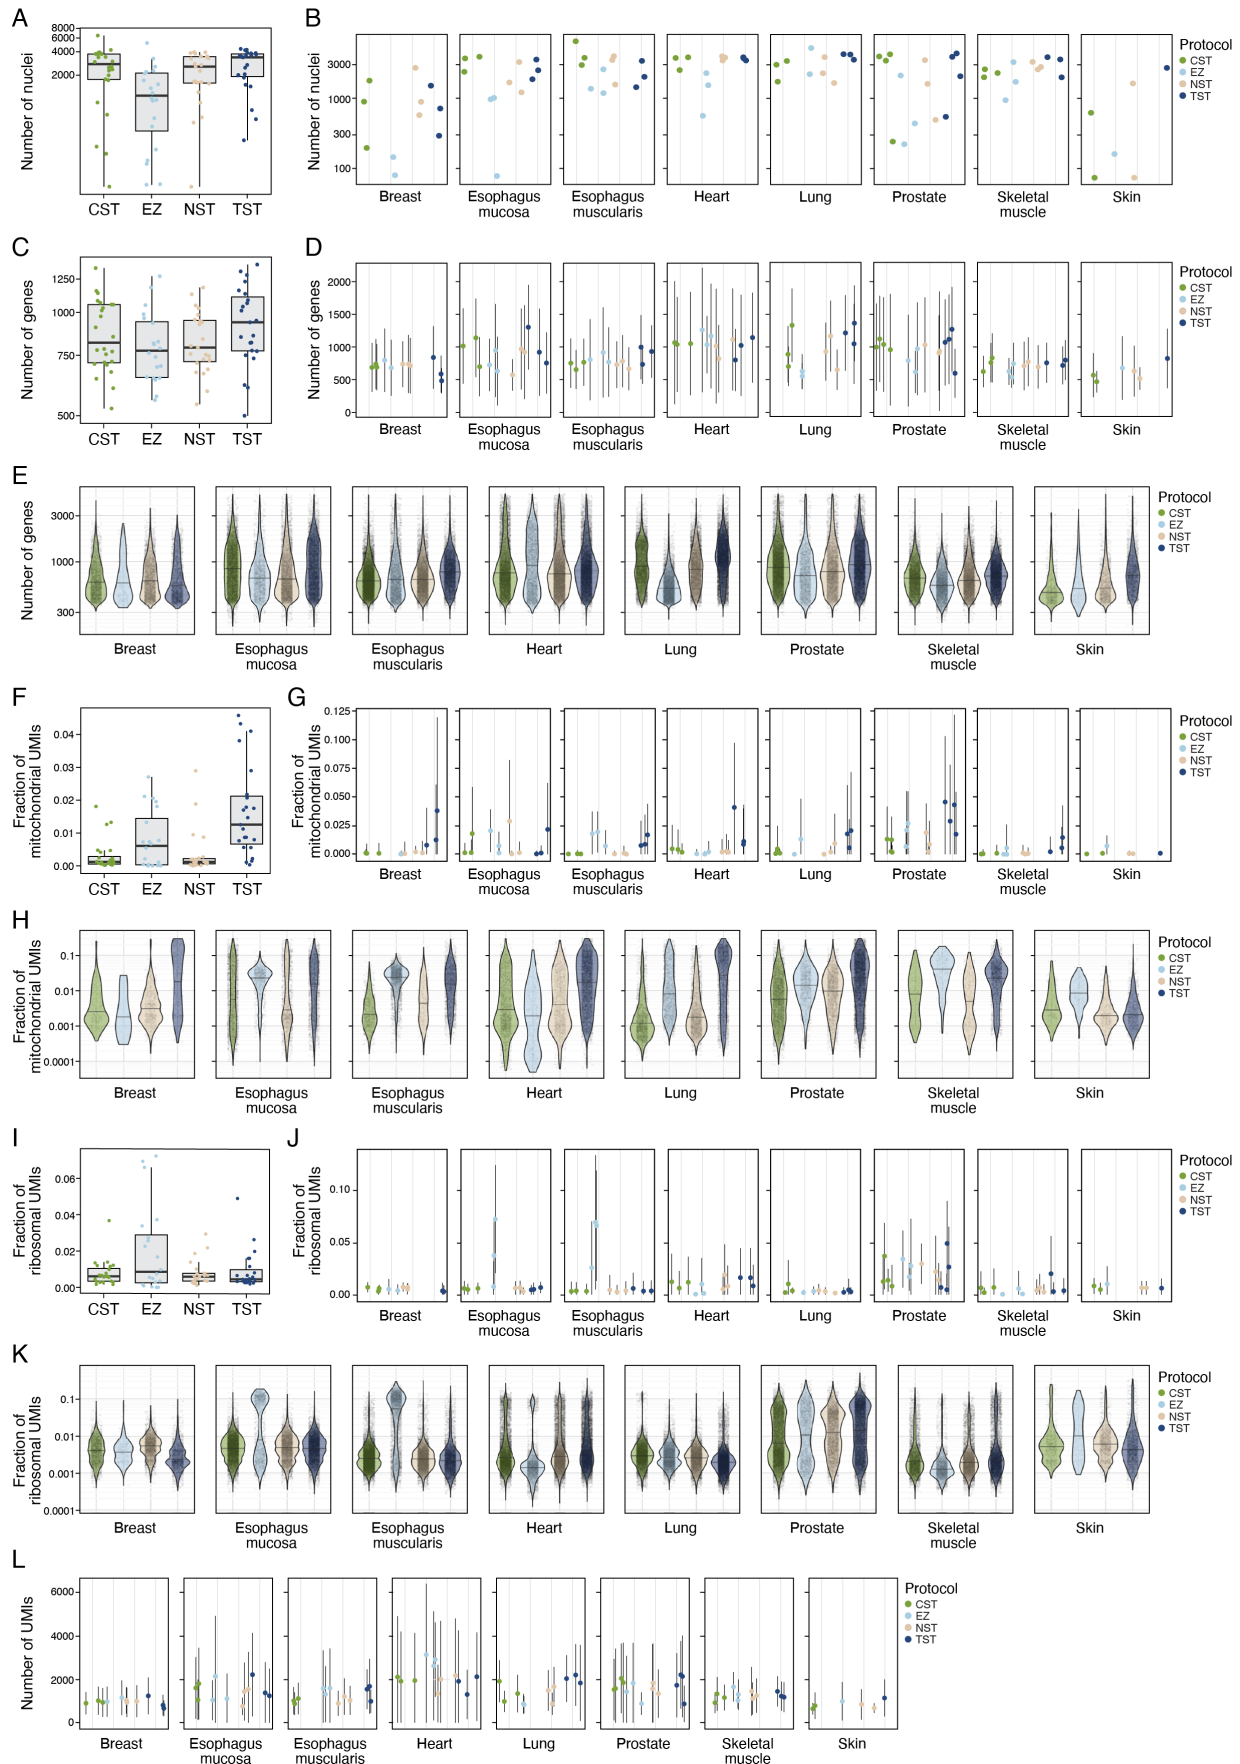 A
Number of nuclei
8000
6000
4000
2000
CST
EZ
NST
TST
B
Number of nuclei
3000
1000
300
100
Breast
Esophagus
mucosa
Esophagus
muscularis
Heart
Lung
Prostate
Skeletal
muscle
Skin
Protocol
CST
EZ
NST
TST
C
Number of genes
1250
1000
750
500
CST
EZ
NST
TST
D
Number of genes
2000
1500
1000
500
0
Breast
Esophagus
mucosa
Esophagus
muscularis
Heart
Lung
Prostate
Skeletal
muscle
Skin
Protocol
CST
EZ
NST
TST
E
Number of genes
3000
1000
300
Breast
Esophagus
mucosa
Esophagus
muscularis
Heart
Lung
Prostate
Skeletal
muscle
Skin
Protocol
CST
EZ
NST
TST
F
Fraction of
mitochondrial UMIs
0.04
0.03
0.02
0.01
0.00
CST
EZ
NST
TST
G
Fraction of
mitochondrial UMIs
0.125
0.100
0.075
0.050
0.025
0.000
Breast
Esophagus
mucosa
Esophagus
muscularis
Heart
Lung
Prostate
Skeletal
muscle
Skin
Protocol
CST
EZ
NST
TST
H
Fraction of
mitochondrial UMIs
0.1
0.01
0.001
0.0001
Breast
Esophagus
mucosa
Esophagus
muscularis
Heart
Lung
Prostate
Skeletal
muscle
Skin
Protocol
CST
EZ
NST
TST
I
Fraction of
ribosomal UMIs
0.06
0.04
0.02
0.00
CST
EZ
NST
TST
J
Fraction of
ribosomal UMIs
0.10
0.05
0.00
Breast
Esophagus
mucosa
Esophagus
muscularis
Heart
Lung
Prostate
Skeletal
muscle
Skin
Protocol
CST
EZ
NST
TST
K
Fraction of
ribosomal UMIs
0.1
0.01
0.001
0.0001
Breast
Esophagus
mucosa
Esophagus
muscularis
Heart
Lung
Prostate
Skeletal
muscle
Skin
Protocol
CST
EZ
NST
TST
L
Number of UMIs
6000
4000
2000
0
Breast
Esophagus
mucosa
Esophagus
muscularis
Heart
Lung
Prostate
Skeletal
muscle
Skin
Protocol
CST
EZ
NST
TST